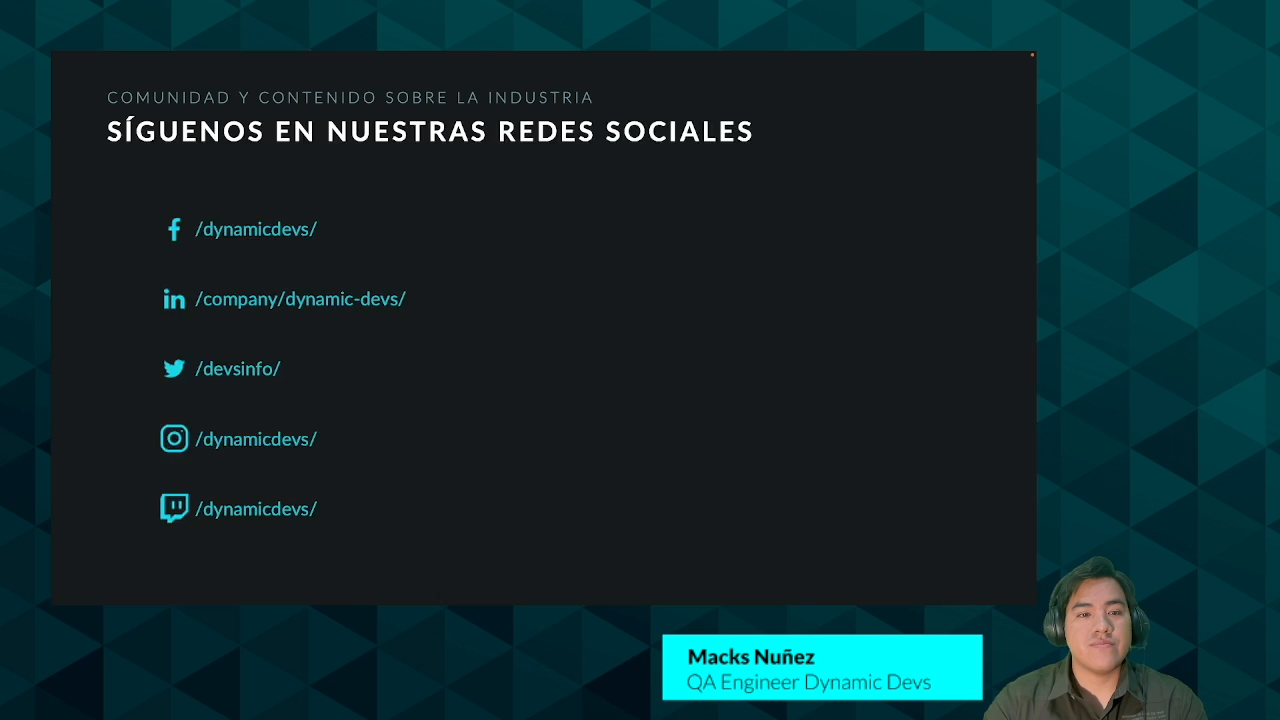 COMUNIDAD Y CONTENIDO SOBRE LA INDUSTRIA
SÍGUENOS EN NUESTRAS REDES SOCIALES
/dynamicdevs/
/company/dynamic-devs/
/devsinfo/
/dynamicdevs/
/dynamicdevs/
Macks Nuñez
QA Engineer Dynamic Devs